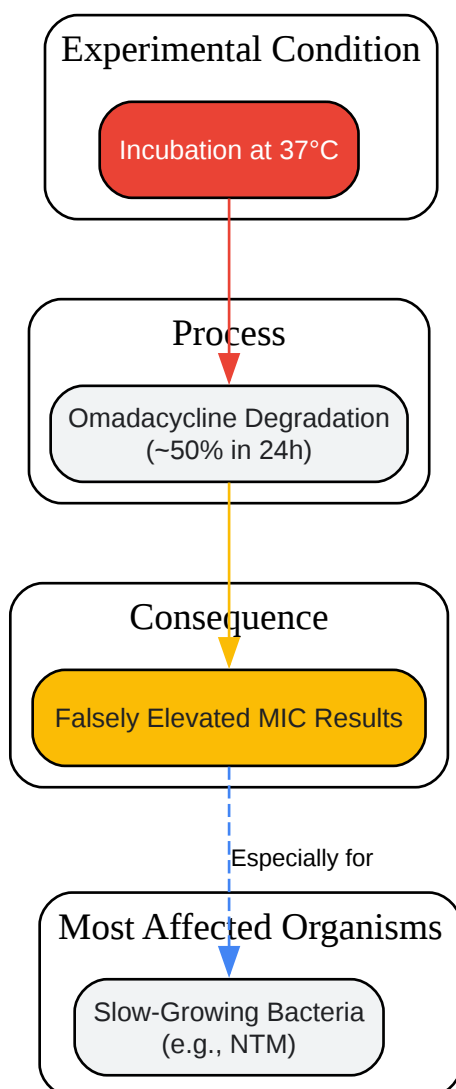 Experimental Condition
Incubation at 37°C
Process
Omadacycline Degradation
(~50% in 24h)
Consequence
Falsely Elevated MIC Results
Especially for
Most Affected Organisms
Slow-Growing Bacteria
(e.g., NTM)